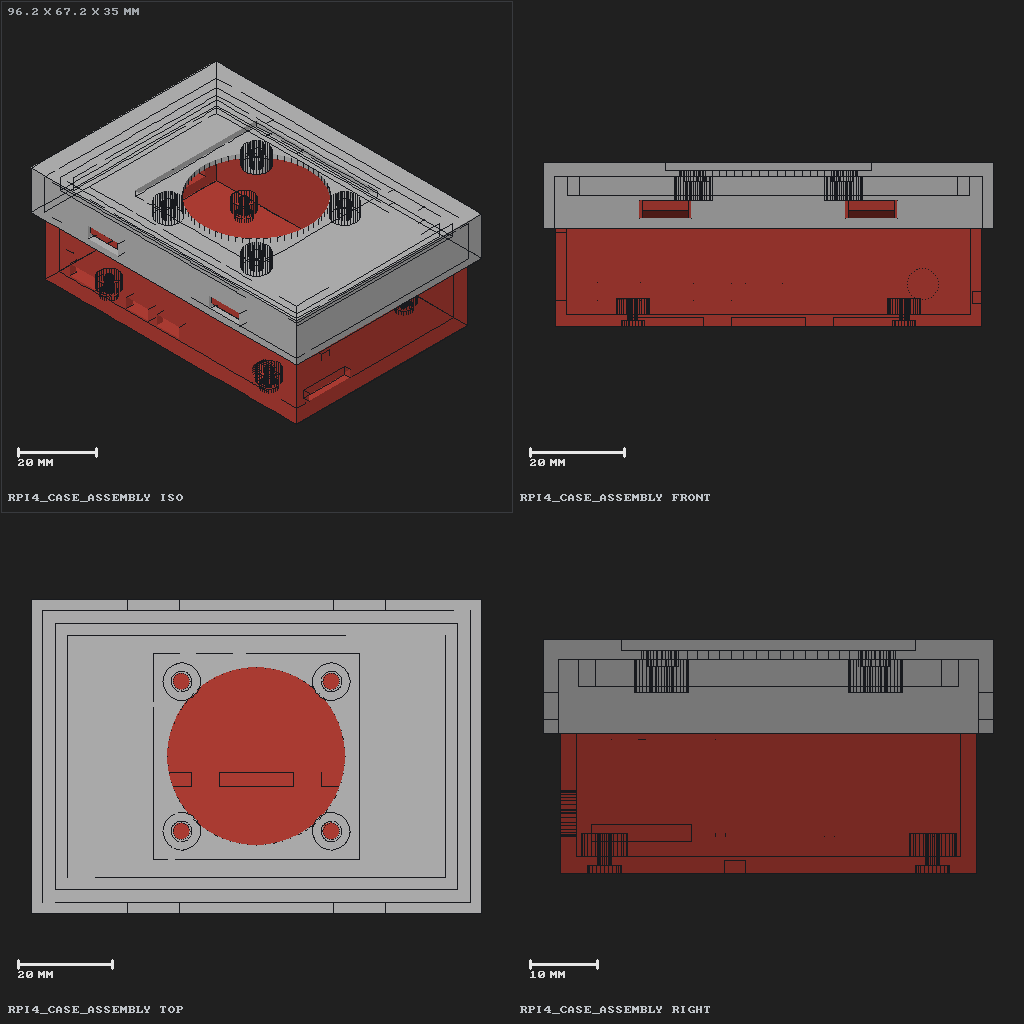 96.2 X 67.2 X 35 MM
20 MM
RPI4_CASE_ASSEMBLY ISO
20 MM
RPI4_CASE_ASSEMBLY FRONT
20 MM
RPI4_CASE_ASSEMBLY TOP
10 MM
RPI4_CASE_ASSEMBLY RIGHT